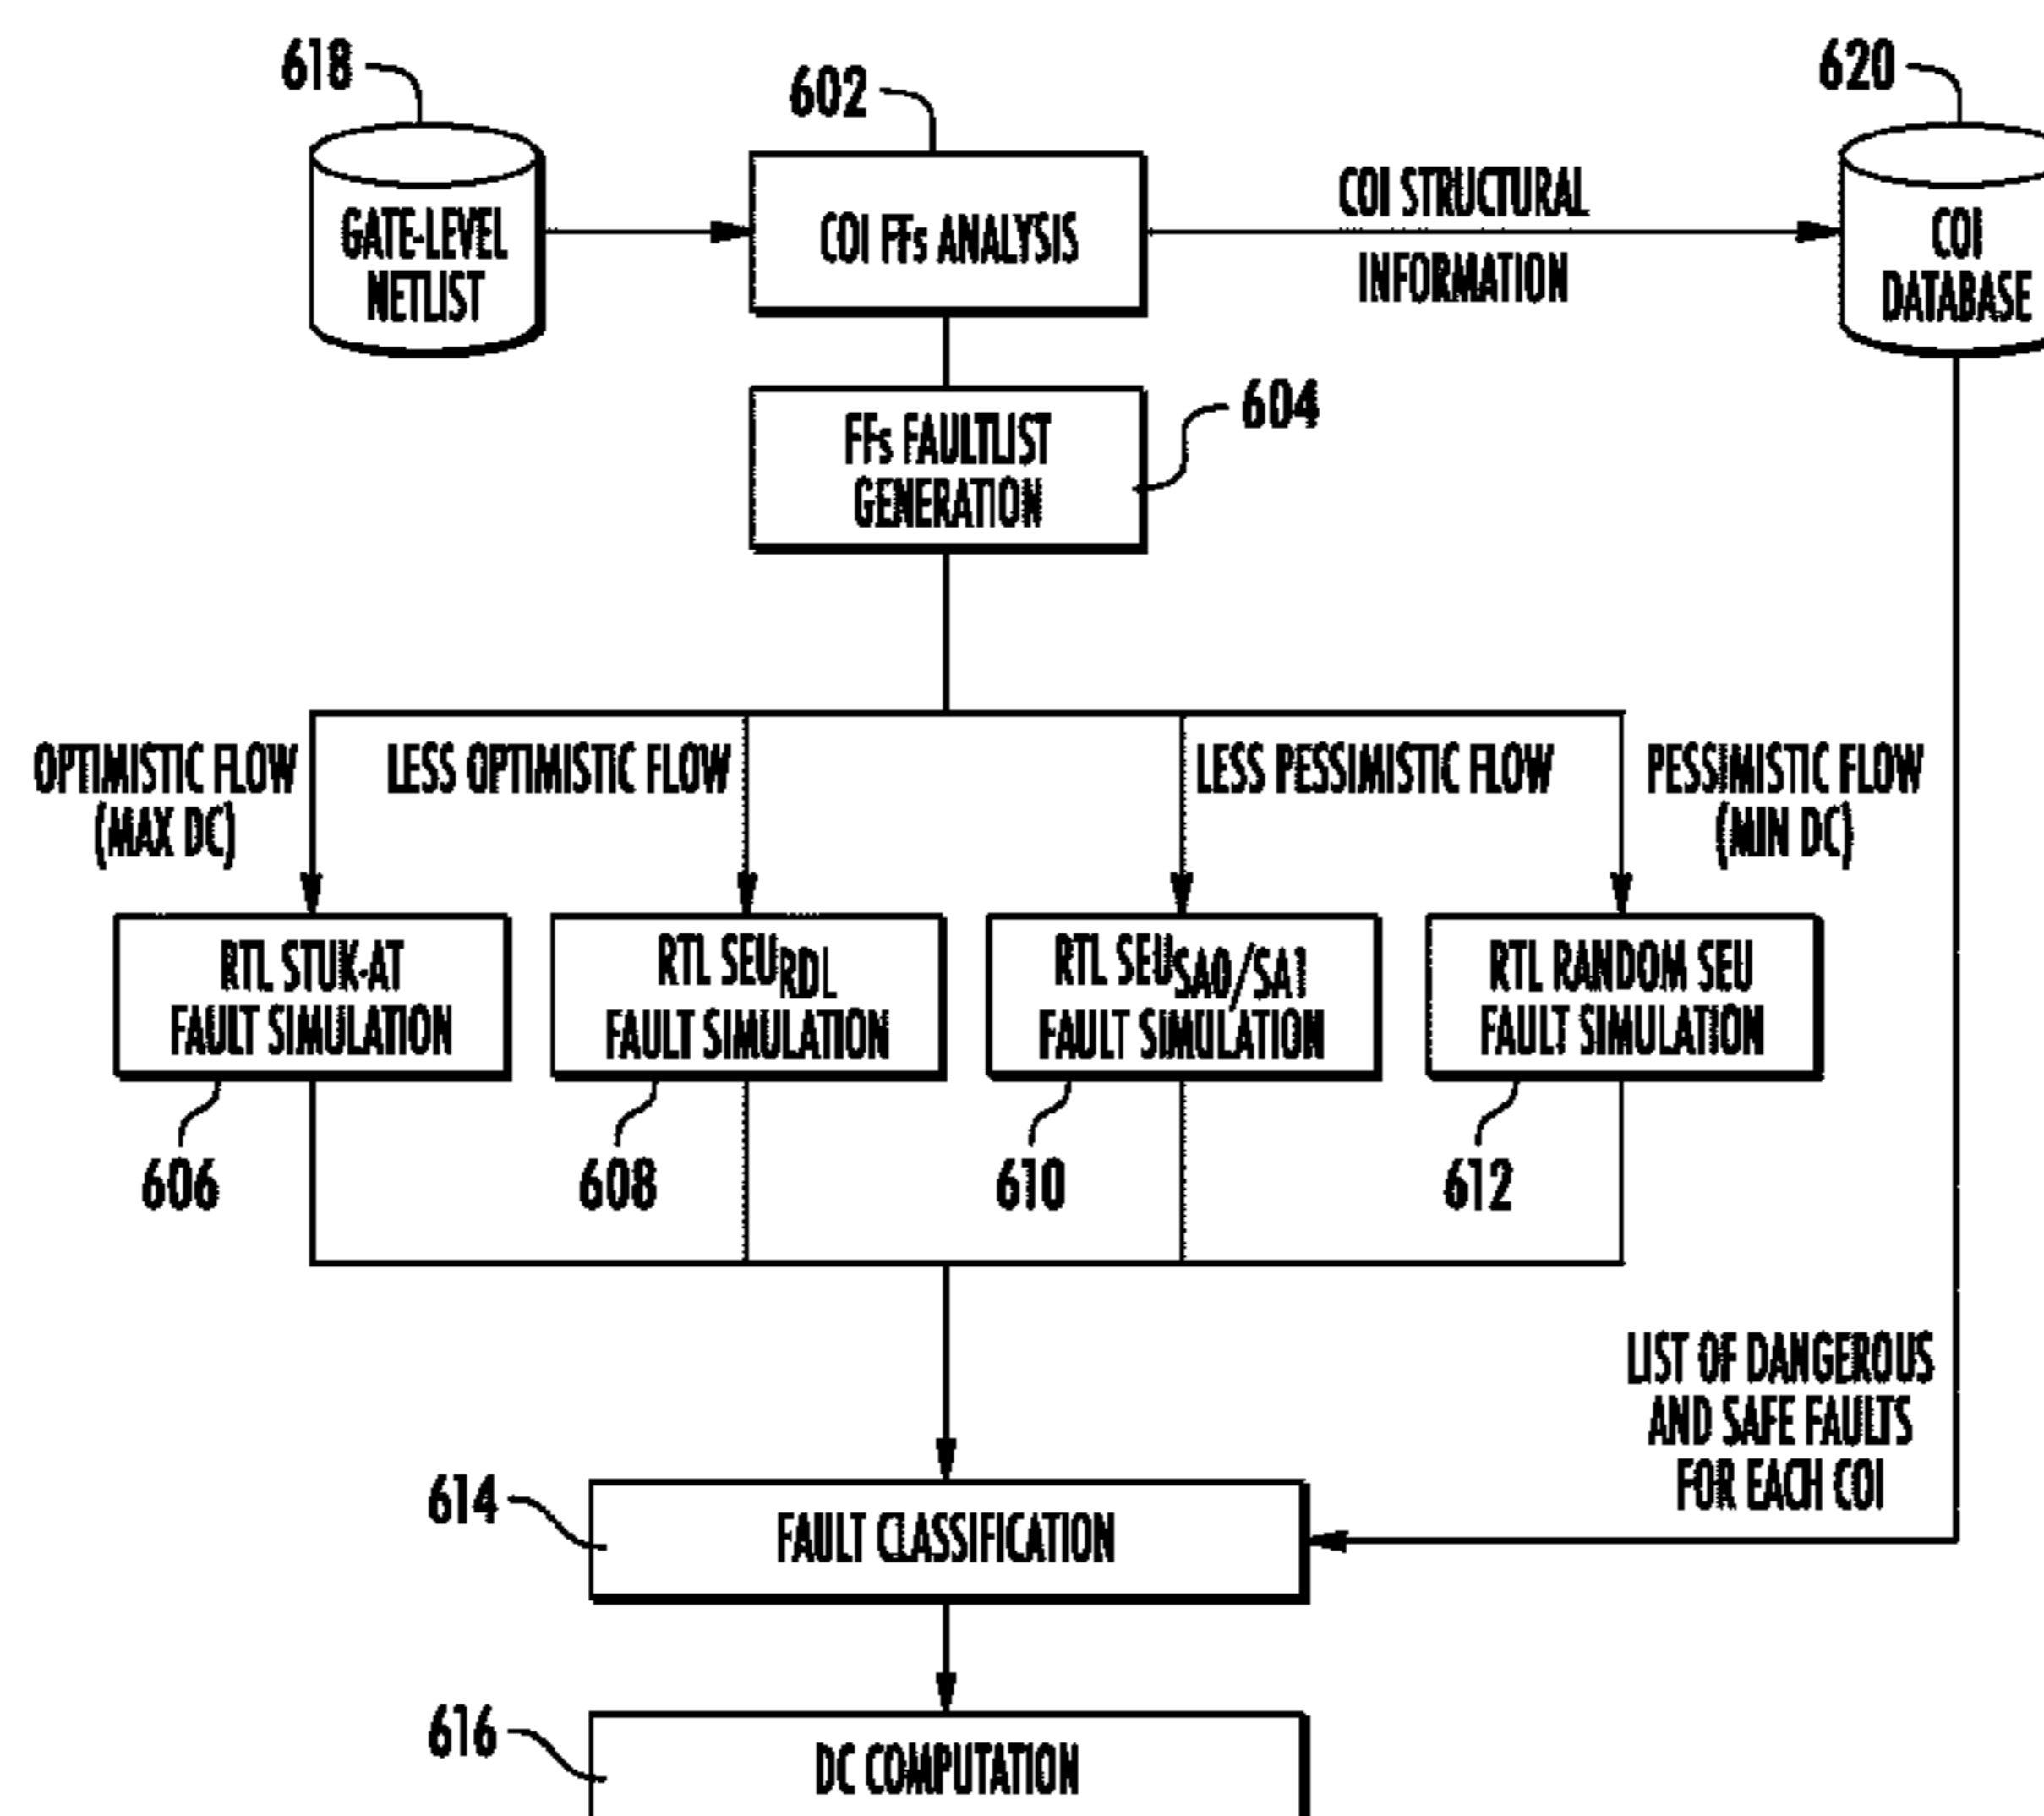 618
602
620
GATE-LEVEL
NETLIST
COI FFs ANALYSIS
COI STRUCTURAL
INFORMATION
COI
DATABASE
604
FFs FAULTLIST
GENERATION
OPTIMISTIC FLOW
(MAX DC)
LESS OPTIMISTIC FLOW
LESS PESSIMISTIC FLOW
PESSIMISTIC FLOW
(MIN DC)
RTL STUK-AT
FAULT SIMULATION
RTL SEURDL
FAULT SIMULATION
RTL SEUSA0/SA1
FAULT SIMULATION
RTL RANDOM SEU
FAULT SIMULATION
606
608
610
612
LIST OF DANGEROUS
AND SAFE FAULTS
FOR EACH COI
614
FAULT CLASSIFICATION
616
DC COMPUTATION